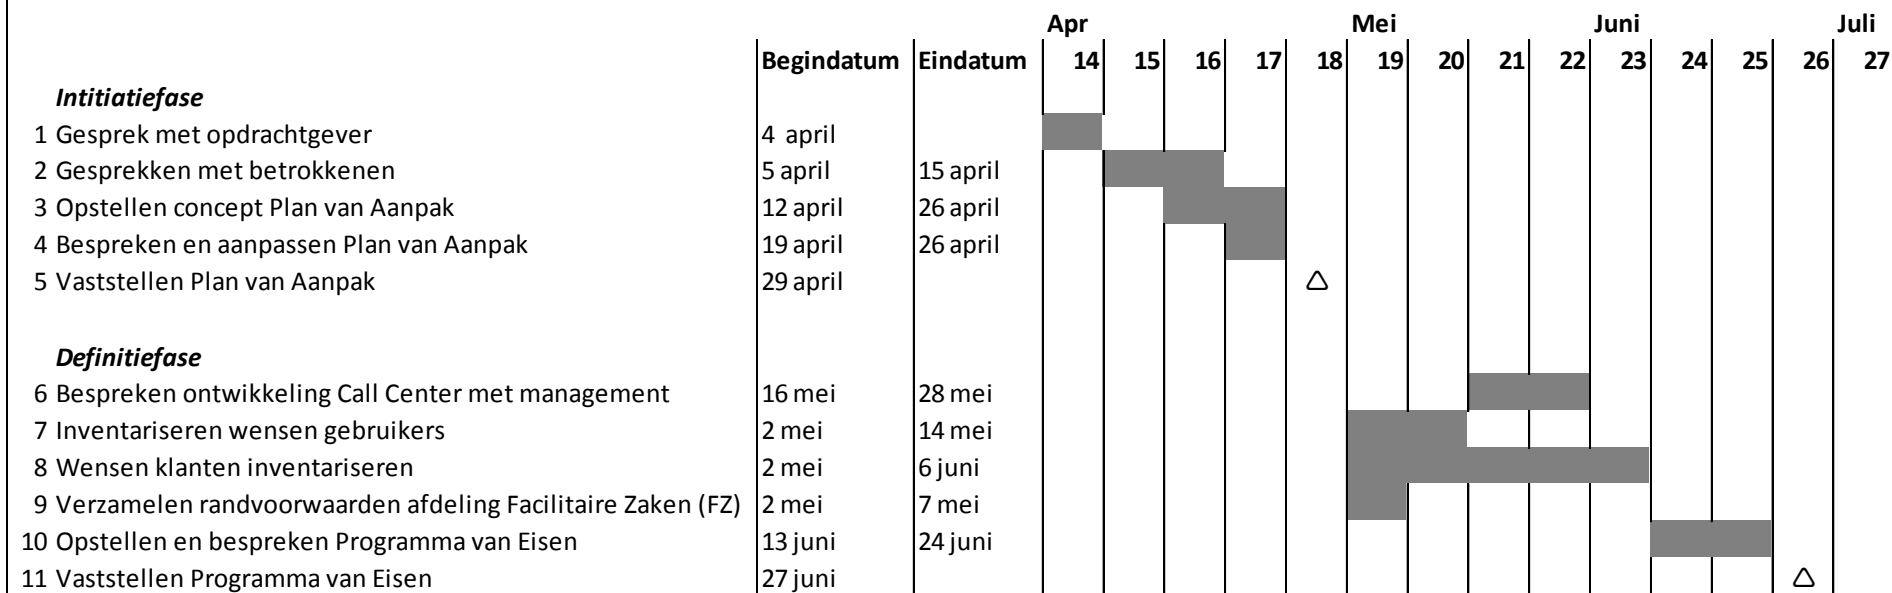 Apr Mei Juni Juli
Begindatum Eindatum 14 15 16 17 18 19 20 21 22 23 24 25 26 27
Intitiatiefase
1 Gesprek met opdrachtgever 4 april
2 Gesprekken met betrokkenen 5 april 15 april
3 Opstellen concept Plan van Aanpak 12 april 26 april
4 Bespreken en aanpassen Plan van Aanpak 19 april 26 april
5 Vaststellen Plan van Aanpak 29 april
Definitiefase
6 Bespreken ontwikkeling Call Center met management 16 mei 28 mei
7 Inventariseren wensen gebruikers 2 mei 14 mei
8 Wensen klanten inventariseren 2 mei 6 juni
9 Verzamelen randvoorwaarden afdeling Facilitaire Zaken (FZ) 2 mei 7 mei
10 Opstellen en bespreken Programma van Eisen 13 juni 24 juni
11 Vaststellen Programma van Eisen 27 juni